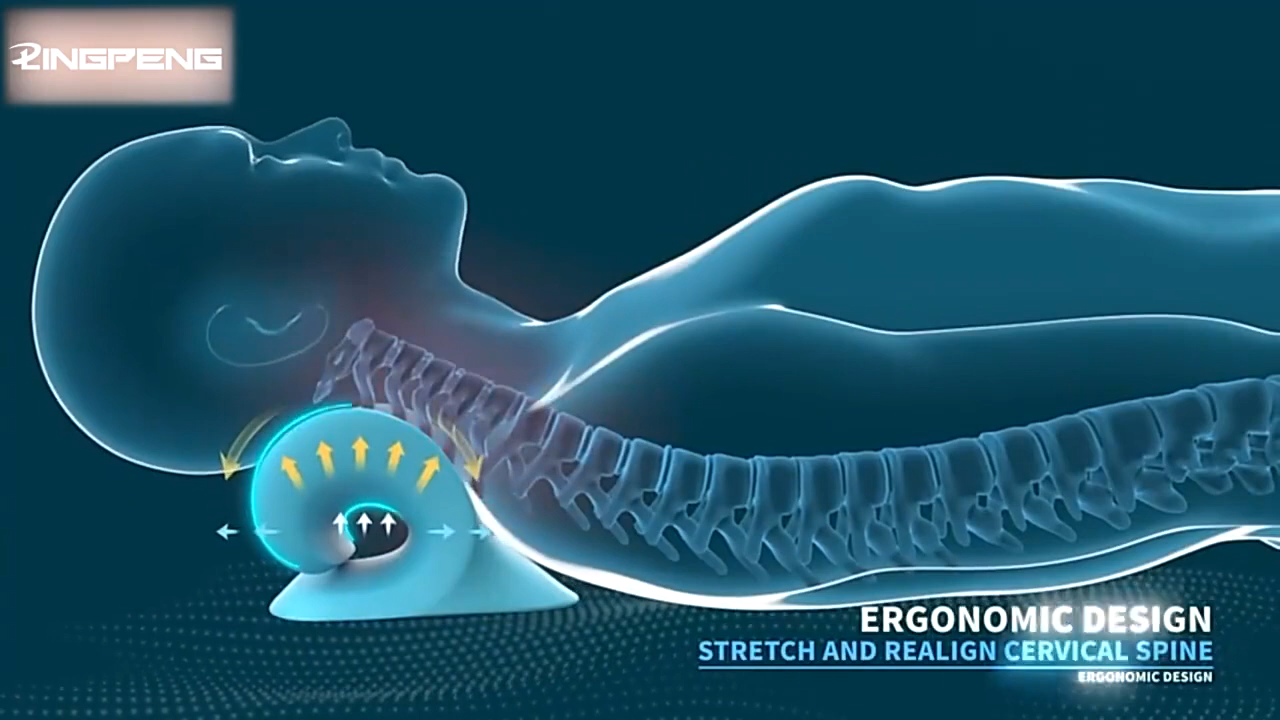 RINGPENG
ERGONOMIC DESIGN
STRETCH AND REALIGN CERVICAL SPINE
ERGONOMIC DESIGN